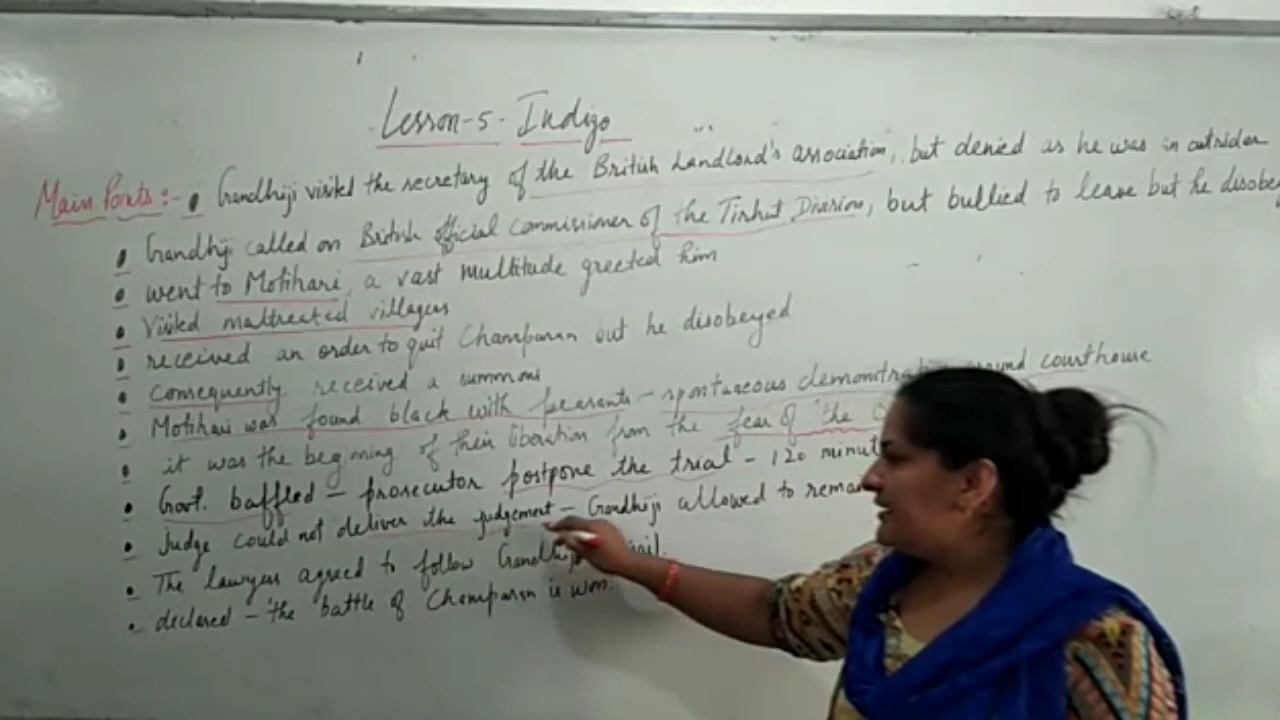 Lesson-5. Indigo
Main Points:- • Gandhiji visited the secretary of the British Landlord's association, but denied as he was an outsider
• Gandhiji called on British official commissioner of the Tirhut Division, but bullied to leave but he disobey
• went to Motihari, a vast multitude greeted him
• Visited maltreated villagers
• received an order to quit Champaran but he disobeyed
• Consequently received a summons
• Motihari was found black with peasants - spontaneous demonstrati around courthouse
• it was the beginning of their liberation from the fear of the
• Govt. baffled - prosecutor postpone the trial - 120 minut
• Judge could not deliver the judgement - Gandhiji allowed to rema
• The lawyers agreed to follow Gandhiji jail.
• declared - 'the battle of Champaran is won.